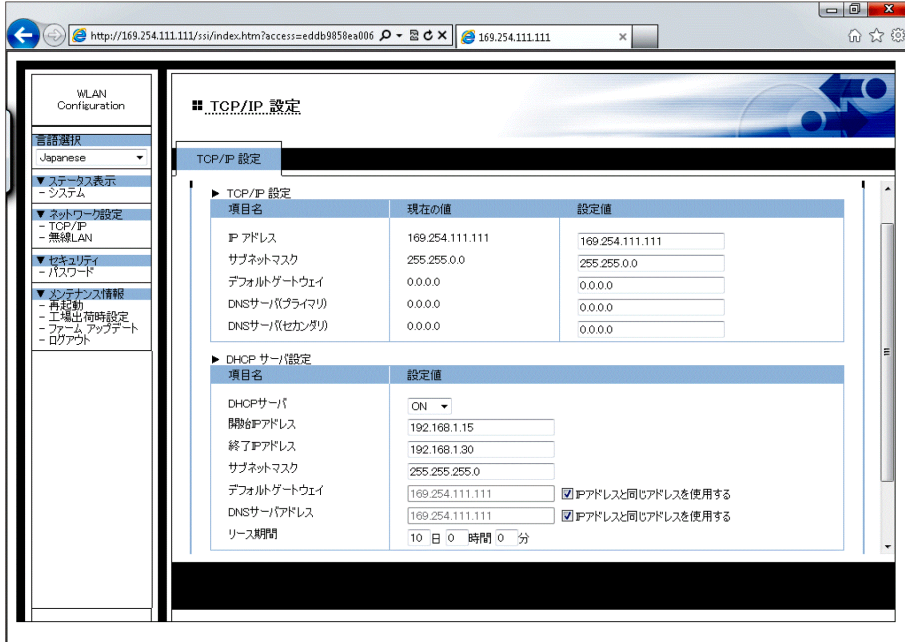 http://169.254.111.111/ssi/index.htm?access=eddb9858ea006
169.254.111.111
WLAN
Configuration
言語選択
Japanese
▼ ステータス表示
- システム
▼ ネットワーク設定
- TCP/IP
- 無線LAN
▼ セキュリティ
- パスワード
▼ メンテナンス情報
- 再起動
- 工場出荷時設定
- ファーム アップデート
- ログアウト
TCP/IP 設定
TCP/IP 設定
▶ TCP/IP 設定
項目名 現在の値 設定値
IP アドレス 169.254.111.111 169.254.111.111
サブネットマスク 255.255.0.0 255.255.0.0
デフォルトゲートウェイ 0.0.0.0 0.0.0.0
DNSサーバ(プライマリ) 0.0.0.0 0.0.0.0
DNSサーバ(セカンダリ) 0.0.0.0 0.0.0.0
▶ DHCP サーバ設定
項目名 設定値
DHCPサーバ ON
開始IPアドレス 192.168.1.15
終了IPアドレス 192.168.1.30
サブネットマスク 255.255.255.0
デフォルトゲートウェイ 169.254.111.111 IPアドレスと同じアドレスを使用する
DNSサーバアドレス 169.254.111.111 IPアドレスと同じアドレスを使用する
リース期間 10 日 0 時間 0 分